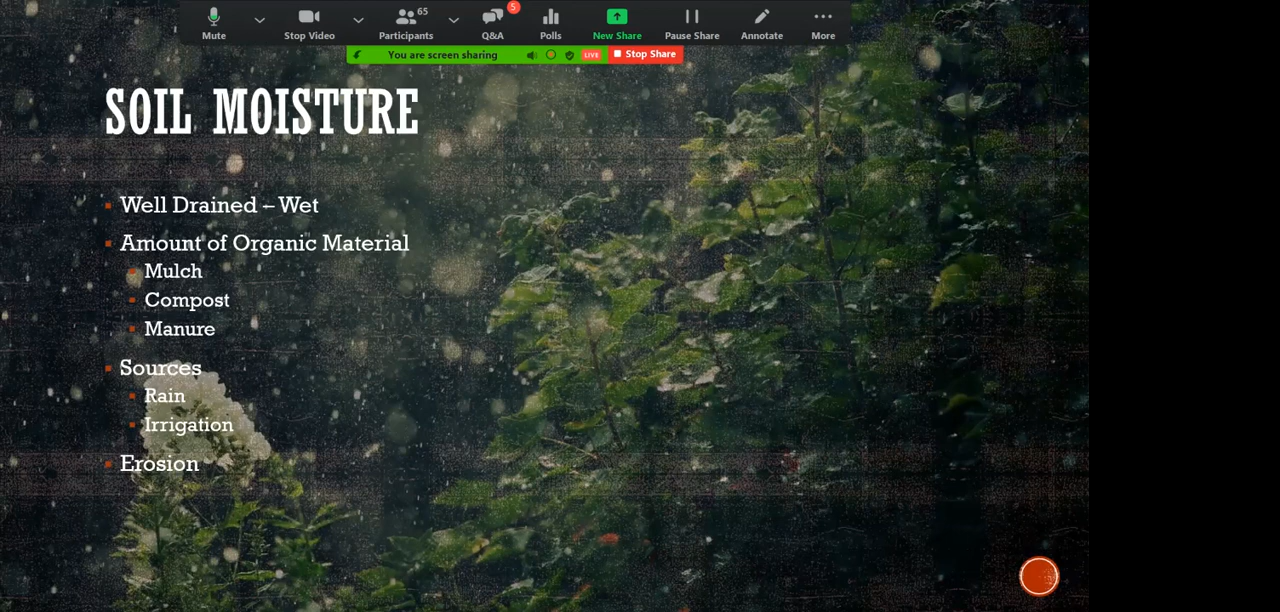 65
5
Mute
Stop Video
Participants
Q&A
Polls
New Share
Pause Share
Annotate
More
You are screen sharing
LIVE
Stop Share
SOIL MOISTURE
Well Drained – Wet
Amount of Organic Material
Mulch
Compost
Manure
Sources
Rain
Irrigation
Erosion